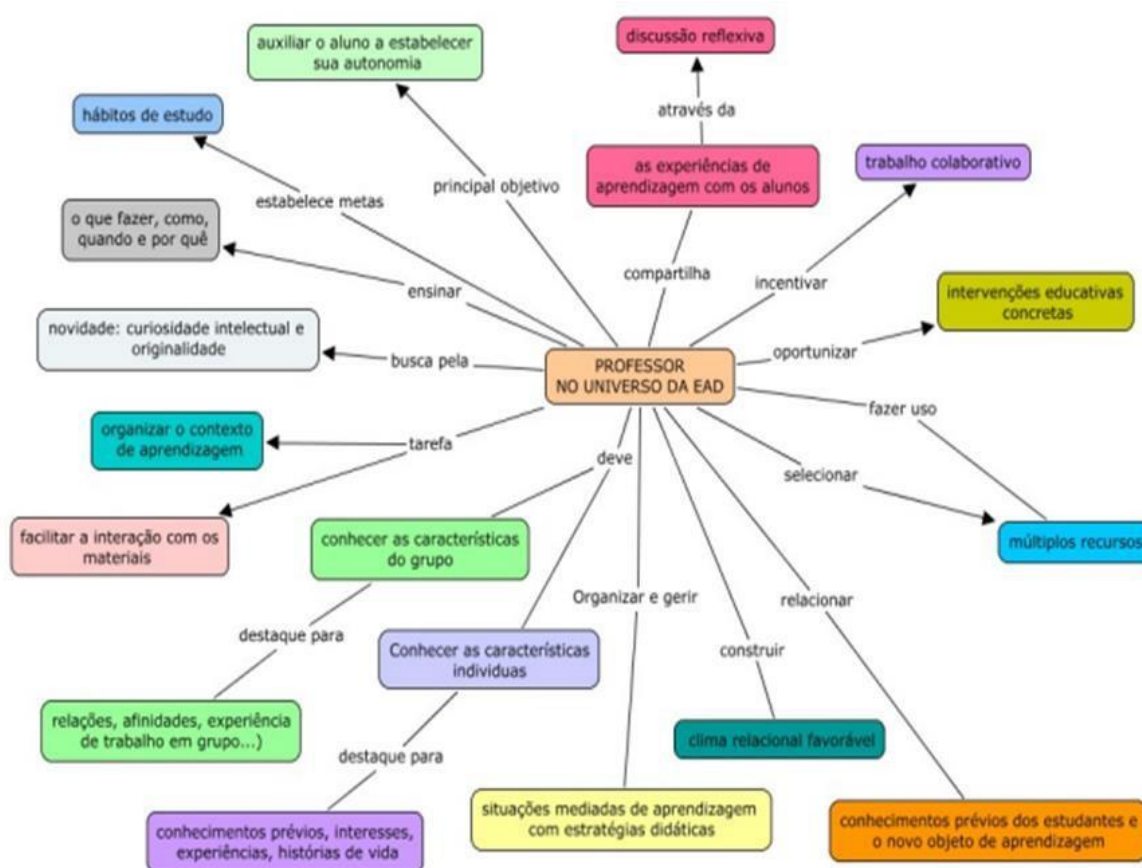 discussão reflexiva
auxiliar o aluno a estabelecer
sua autonomia
hábitos de estudo
através da
as experiências de
aprendizagem com os alunos
trabalho colaborativo
principal objetivo
estabelece metas
o que fazer, como,
quando e por quê
compartilha
incentivar
ensinar
intervenções educativas
concretas
novidade: curiosidade intelectual e
originalidade
busca pela
oportunizar
PROFESSOR
NO UNIVERSO DA EAD
fazer uso
organizar o contexto
de aprendizagem
tarefa
deve
selecionar
facilitar a interação com os
materiais
conhecer as características
do grupo
múltiplos recursos
Organizar e gerir
relacionar
destaque para
Conhecer as características
individuas
construir
relações, afinidades, experiência
de trabalho em grupo...)
clima relacional favorável
destaque para
situações mediadas de aprendizagem
com estratégias didáticas
conhecimentos prévios, interesses,
experiências, histórias de vida
conhecimentos prévios dos estudantes e
o novo objeto de aprendizagem